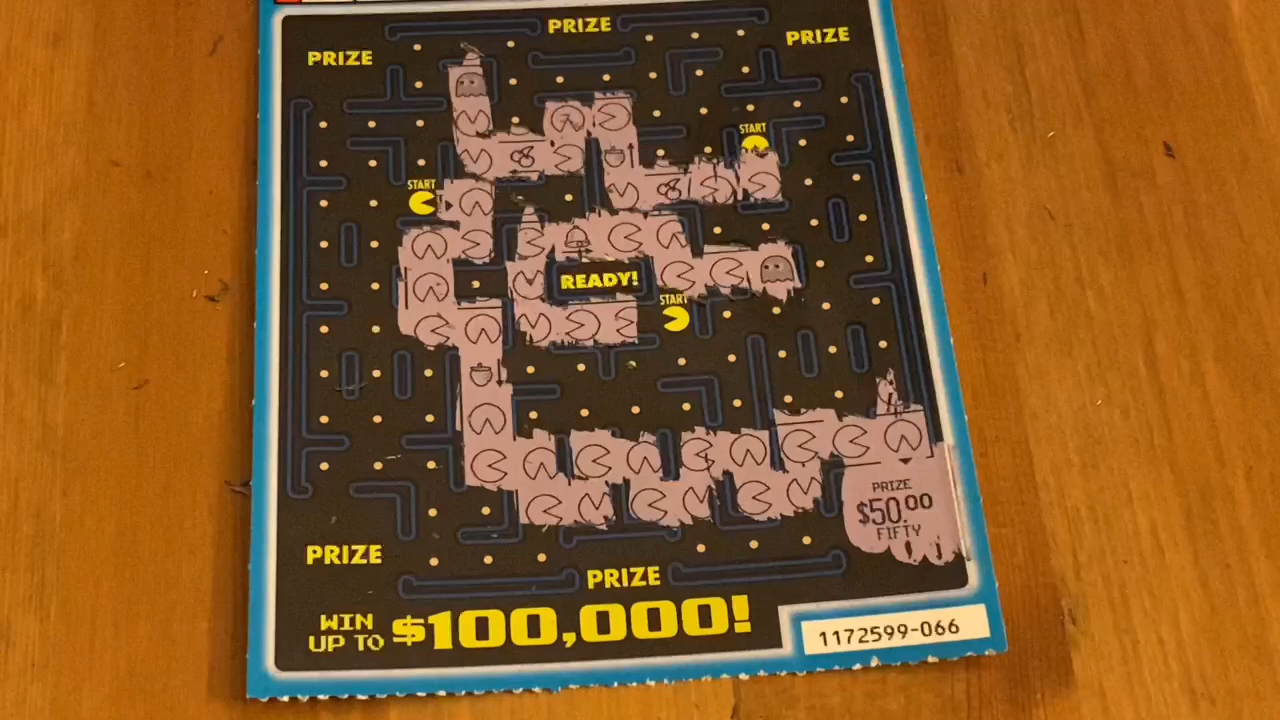 PRIZE
PRIZE
PRIZE
START
START
READY!
START
PRIZE
$50.00
FIFTY
PRIZE
PRIZE
WIN
UP TO $100,000!
1172599-066